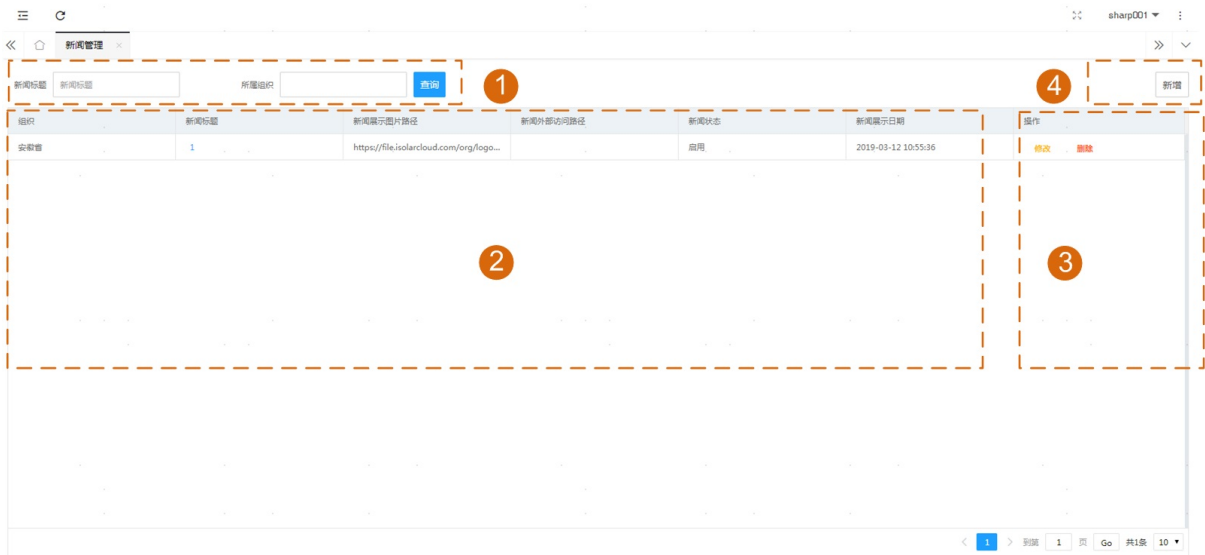 sharp001
新闻管理 ×
新闻标题 新闻标题 所属组织 查询 1 4 新增
组织 新闻标题 新闻展示图片路径 新闻外部访问路径 新闻状态 新闻展示日期 操作
安徽省 1 https://file.isolarcloud.com/org/logo... 启用 2019-03-12 10:55:36 修改 删除
2 3
1 到第 1 页 Go 共1条 10